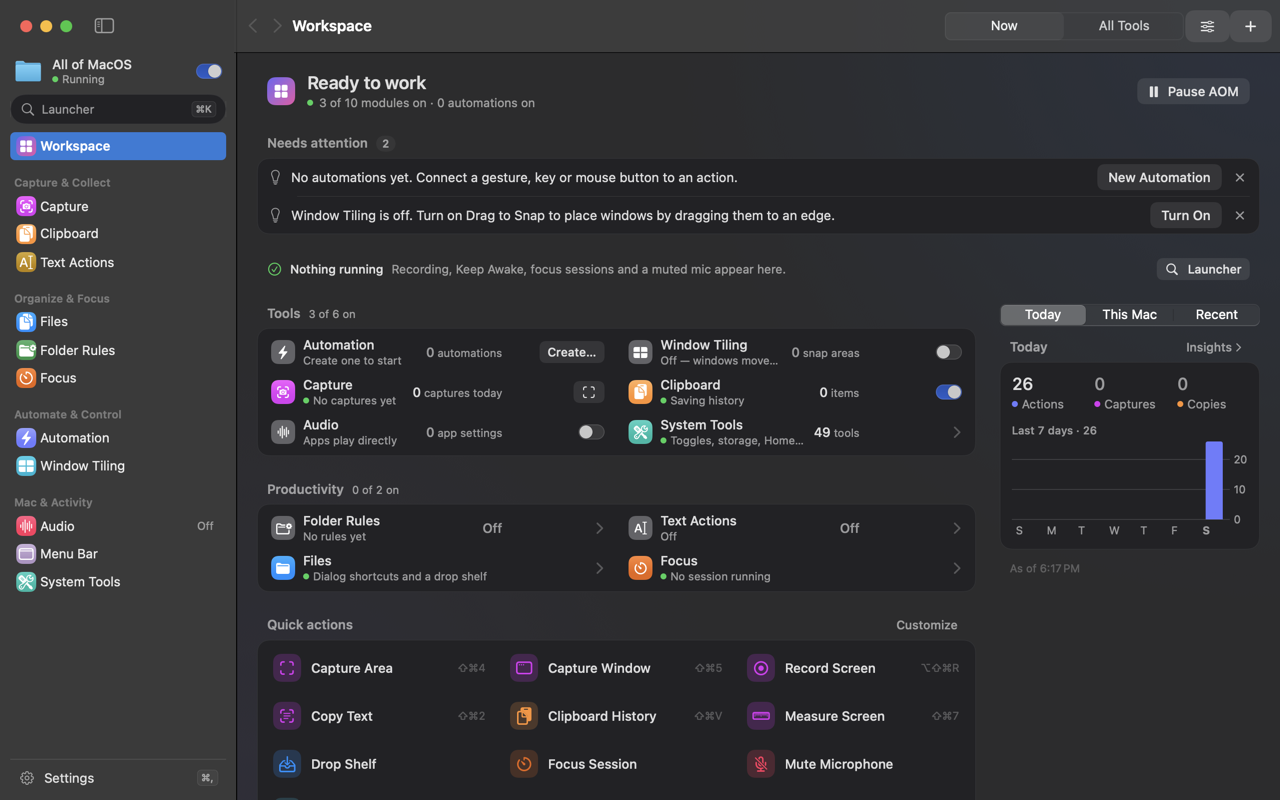 Workspace
Now
All Tools
All of MacOS
Running
Launcher ⌘K
Workspace
Capture & Collect
Capture
Clipboard
Text Actions
Organize & Focus
Files
Folder Rules
Focus
Automate & Control
Automation
Window Tiling
Mac & Activity
Audio Off
Menu Bar
System Tools
Settings ⌘,
Ready to work
3 of 10 modules on · 0 automations on
Pause AOM
Needs attention 2
No automations yet. Connect a gesture, key or mouse button to an action.
New Automation
Window Tiling is off. Turn on Drag to Snap to place windows by dragging them to an edge.
Turn On
Nothing running Recording, Keep Awake, focus sessions and a muted mic appear here.
Launcher
Tools 3 of 6 on
Automation
Create one to start
0 automations
Create...
Window Tiling
Off — windows move...
0 snap areas
Capture
No captures yet
0 captures today
Clipboard
Saving history
0 items
Audio
Apps play directly
0 app settings
System Tools
Toggles, storage, Home...
49 tools
Productivity 0 of 2 on
Folder Rules
No rules yet
Off
Text Actions
Off
Off
Files
Dialog shortcuts and a drop shelf
Focus
No session running
Quick actions
Customize
Capture Area ⇧⌘4
Capture Window ⇧⌘5
Record Screen ⌥⇧⌘R
Copy Text ⇧⌘2
Clipboard History ⇧⌘V
Measure Screen ⇧⌘7
Drop Shelf
Focus Session
Mute Microphone
Today
This Mac
Recent
Today
Insights
26 0 0
Actions Captures Copies
Last 7 days · 26
20
10
0
S M T W T F S
As of 6:17 PM